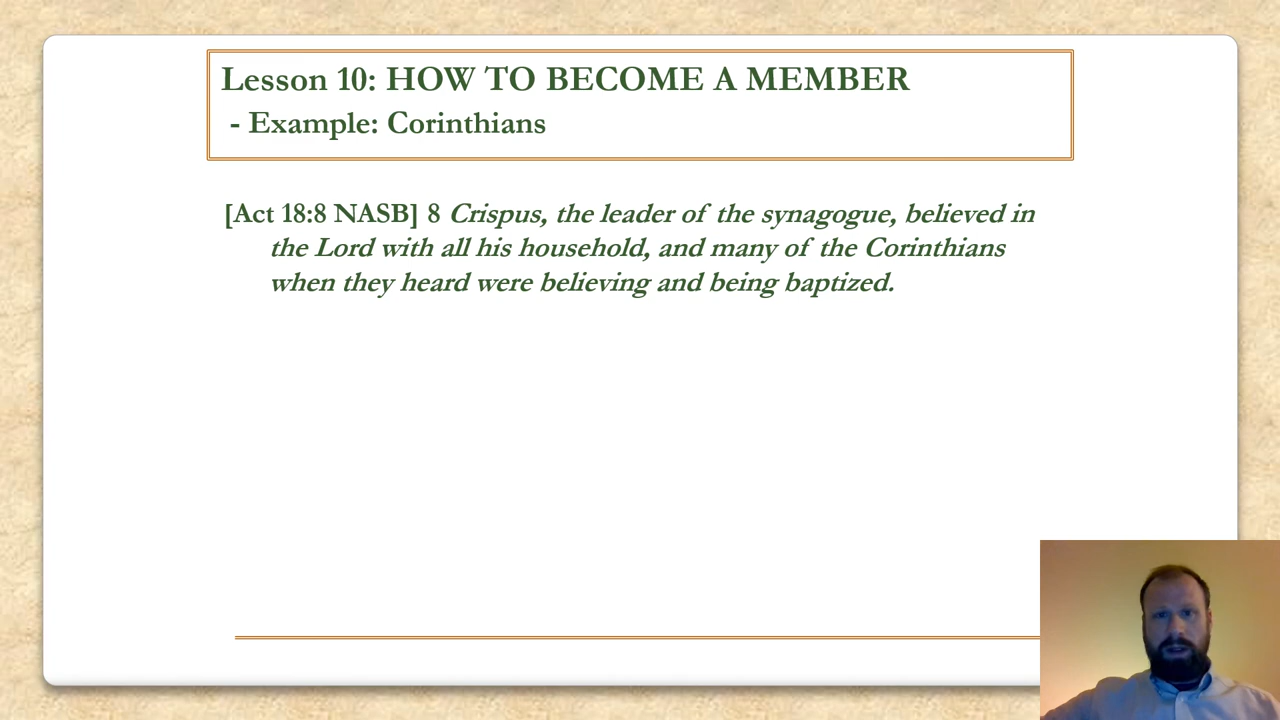 Lesson 10: HOW TO BECOME A MEMBER
- Example: Corinthians
[Act 18:8 NASB] 8 Crispus, the leader of the synagogue, believed in
the Lord with all his household, and many of the Corinthians
when they heard were believing and being baptized.